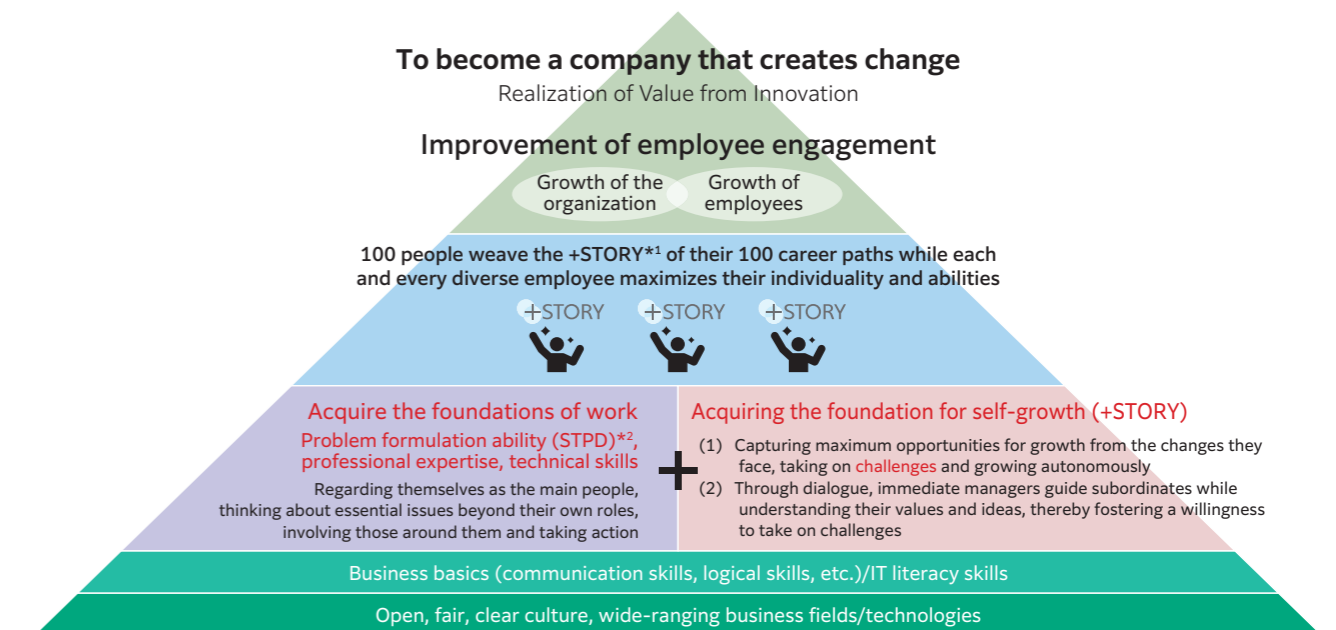 To become a company that creates change
Realization of Value from Innovation
Improvement of employee engagement
Growth of the
organization
Growth of
employees
100 people weave the +STORY*1 of their 100 career paths while each
and every diverse employee maximizes their individuality and abilities
+STORY
+STORY
+STORY
Acquire the foundations of work
Problem formulation ability (STPD)*2,
professional expertise, technical skills
Regarding themselves as the main people,
thinking about essential issues beyond their own roles,
involving those around them and taking action
+
Acquiring the foundation for self-growth (+STORY)
(1) Capturing maximum opportunities for growth from the changes they
face, taking on challenges and growing autonomously
(2) Through dialogue, immediate managers guide subordinates while
understanding their values and ideas, thereby fostering a willingness
to take on challenges
Business basics (communication skills, logical skills, etc.)/IT literacy skills
Open, fair, clear culture, wide-ranging business fields/technologies